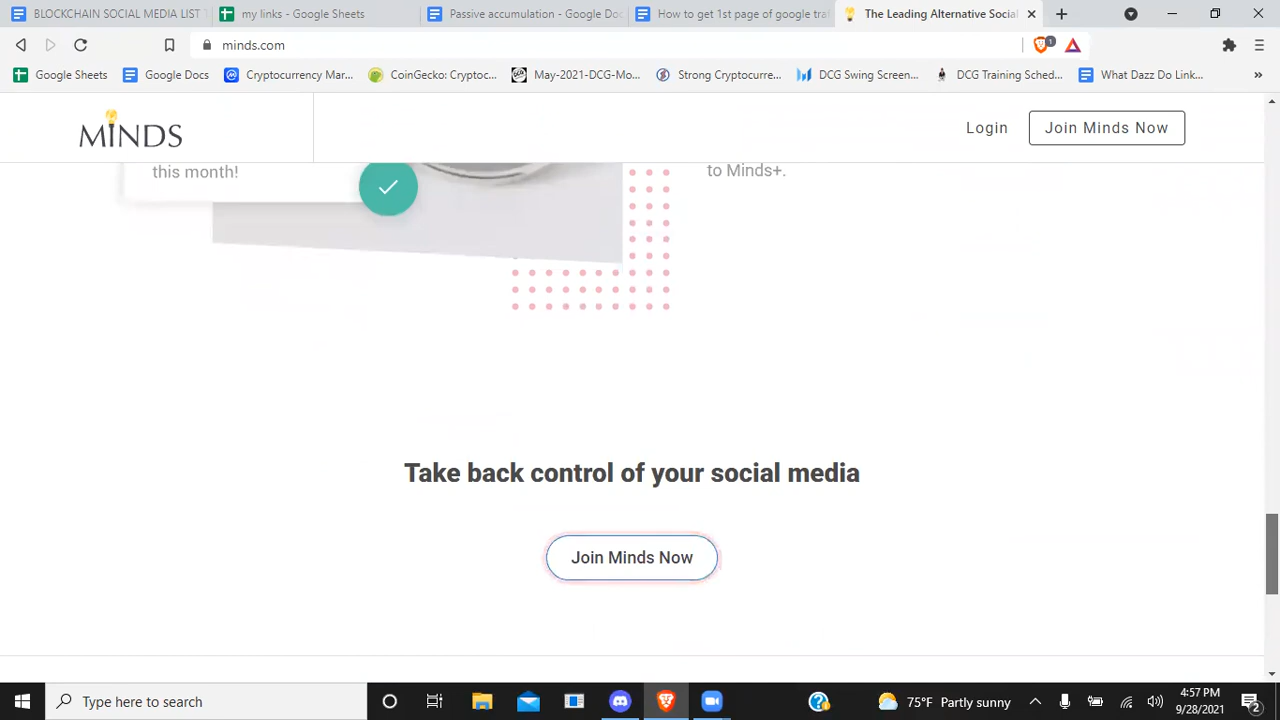 BLOCKCHAIN SOCIAL MEDIA LIST
my links - Google Sheets
Passive accumulation - Google Doc
How to get 1st page of google tra
The Leading Alternative Social
minds.com
1
Google Sheets
Google Docs
Cryptocurrency Mar...
CoinGecko: Cryptoc...
May-2021-DCG-Mo...
Strong Cryptocurre...
DCG Swing Screen...
DCG Training Sched...
What Dazz Do Link...
MINDS
Login
Join Minds Now
this month!
to Minds+.
Take back control of your social media
Join Minds Now
Type here to search
75°F Partly sunny
4:57 PM
9/28/2021
2